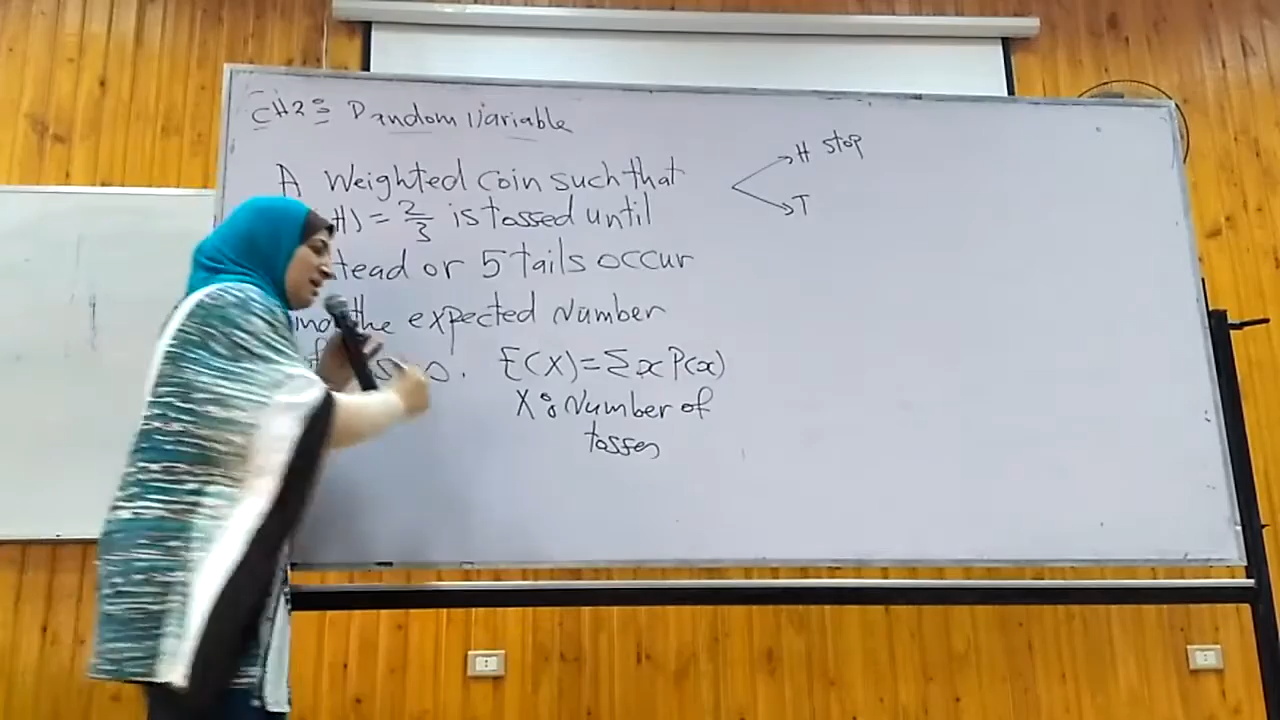 CH2: Random Variable
A Weighted Coin such that
H) = 2/3 is tossed until
Head or 5 tails occur
the expected Number
E(X) = Σ x P(x)
X: Number of
tosses
H stop
T